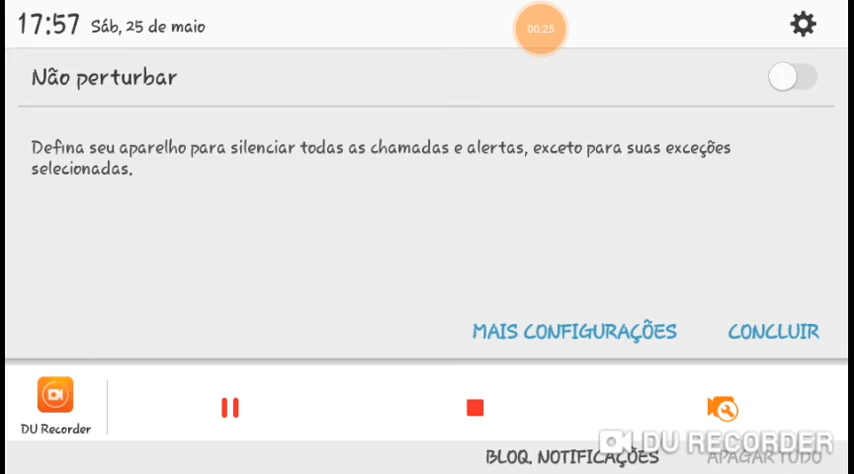 17:57 Sáb, 25 de maio
00:25
Não perturbar
Defina seu aparelho para silenciar todas as chamadas e alertas, exceto para suas exceções
selecionadas.
MAIS CONFIGURAÇÕES CONCLUIR
DU Recorder
DU RECORDER
BLOQ. NOTIFICAÇÕES APAGAR TUDO